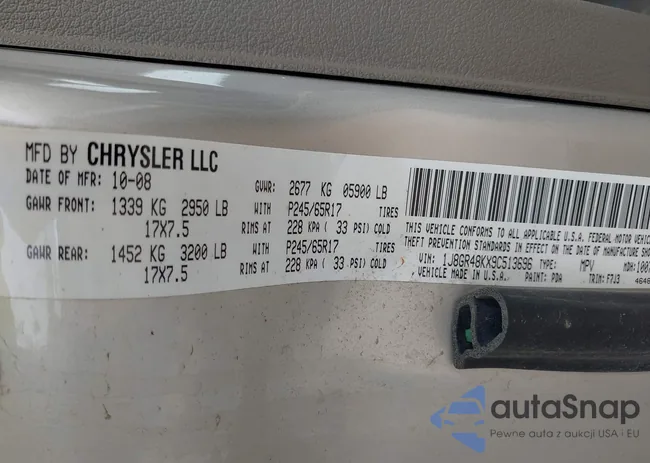 MFD BY CHRYSLER LLC
DATE OF MFR: 10-08 GVWR: 2677 KG 05900 LB
GAWR FRONT: 1339 KG 2950 LB WITH P245/65R17 TIRES
17X7.5 RIMS AT 228 KPA ( 33 PSI) COLD
GAWR REAR: 1452 KG 3200 LB WITH P245/65R17 TIRES
17X7.5 RIMS AT 228 KPA ( 33 PSI) COLD
THIS VEHICLE CONFORMS TO ALL APPLICABLE U.S.A. FEDERAL MOTOR VEHIC
THEFT PREVENTION STANDARDS IN EFFECT ON THE DATE OF MANUFACTURE SHO
VIN: 1J8GR48KX9C513696 TYPE: MPV MDH: 1007
VEHICLE MADE IN U.S.A. PAINT: PDA TRIM: F7J3 4648
autaSnap
Pewne auta z aukcji USA i EU